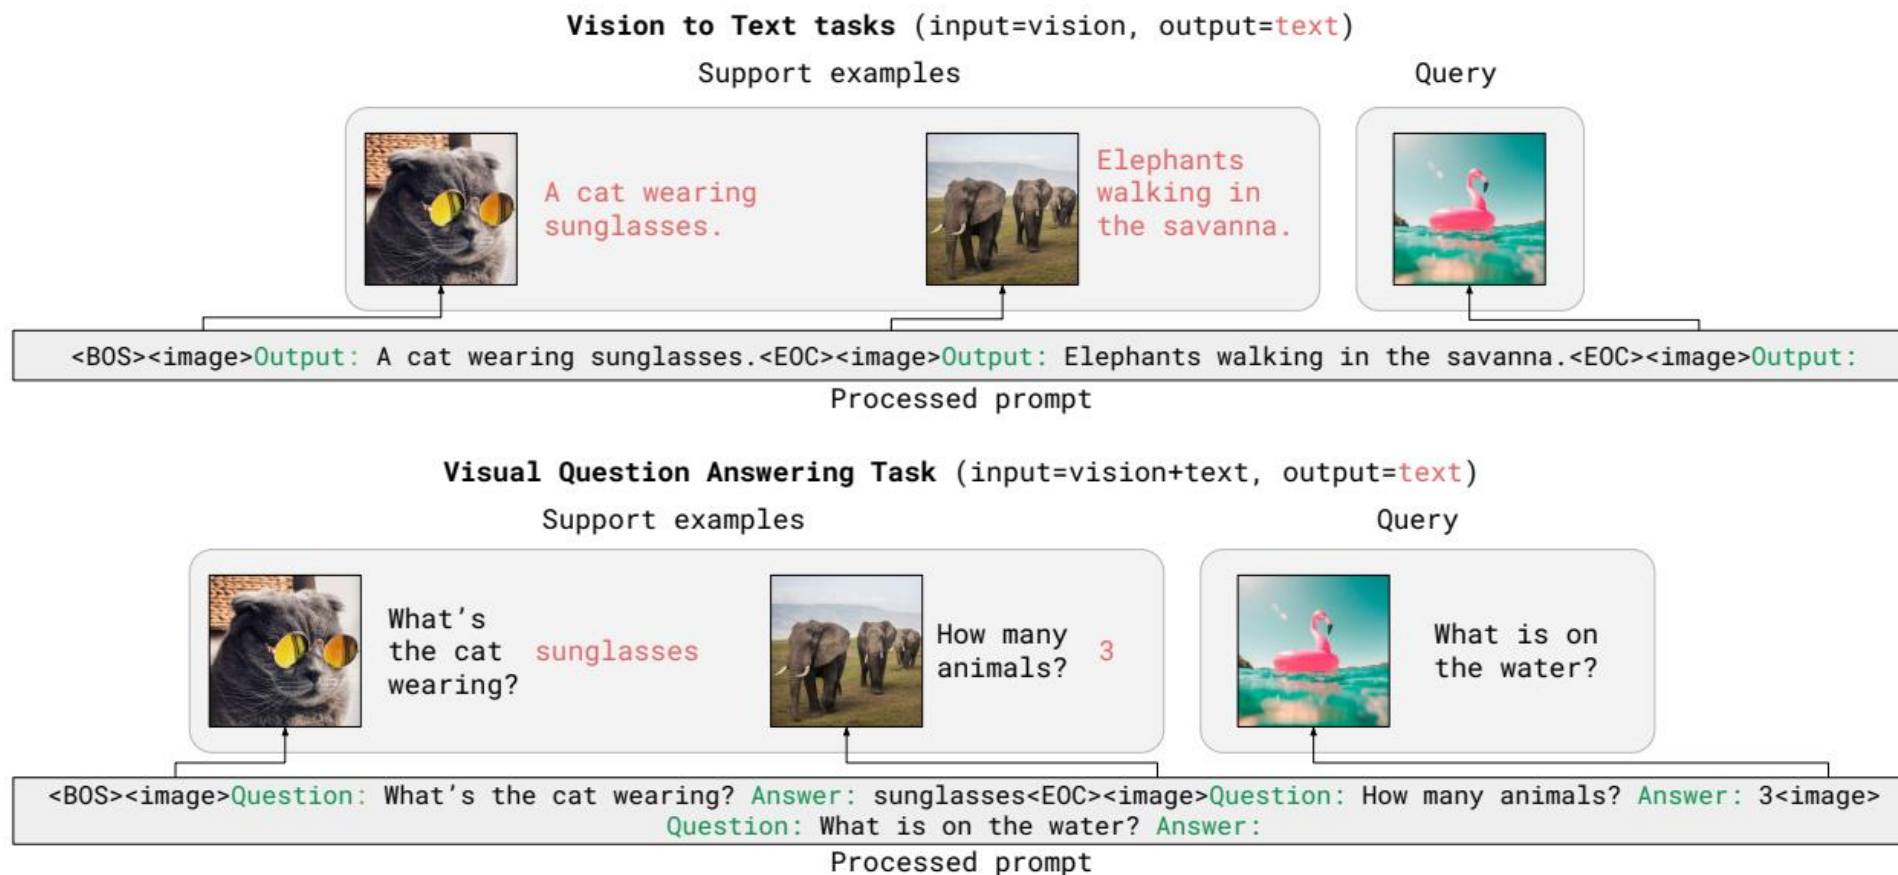 Vision to Text tasks (input=vision, output=text)
Support examples
Query
A cat wearing
sunglasses.
Elephants
walking in
the savanna.
<BOS><image>Output: A cat wearing sunglasses.<EOC><image>Output: Elephants walking in the savanna.<EOC><image>Output:
Processed prompt
Visual Question Answering Task (input=vision+text, output=text)
Support examples
Query
What’s
the cat
wearing?
sunglasses
How many
animals?
3
What is on
the water?
<BOS><image>Question: What’s the cat wearing? Answer: sunglasses<EOC><image>Question: How many animals? Answer: 3<image>
Question: What is on the water? Answer:
Processed prompt